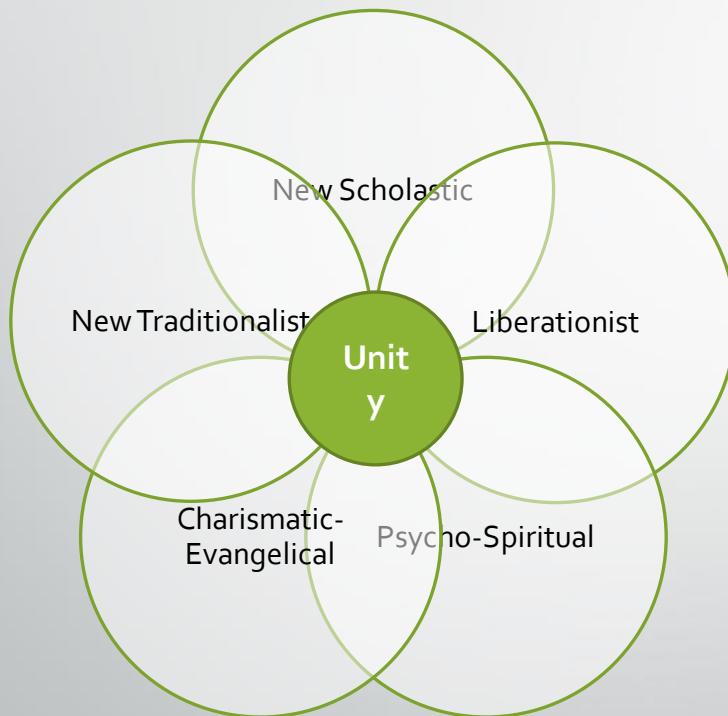 New Scholastic
New Traditionalist
Liberationist
Unit
y
Charismatic-
Evangelical
Psycho-Spiritual